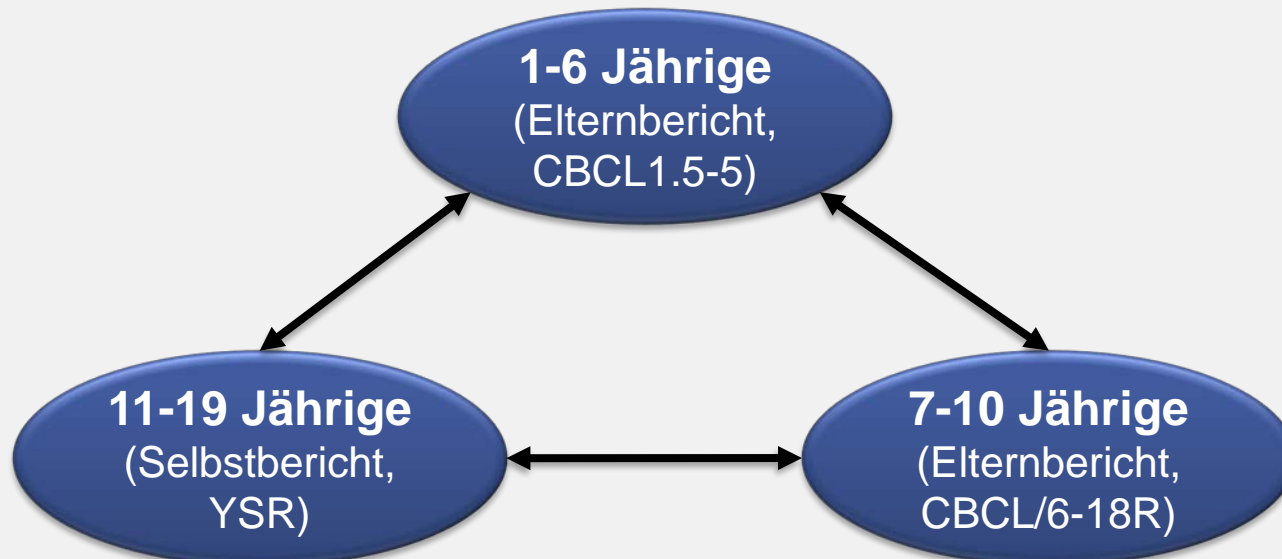 1-6 Jährige
(Elternbericht,
CBCL1.5-5)
11-19 Jährige
(Selbstbericht,
YSR)
7-10 Jährige
(Elternbericht,
CBCL/6-18R)